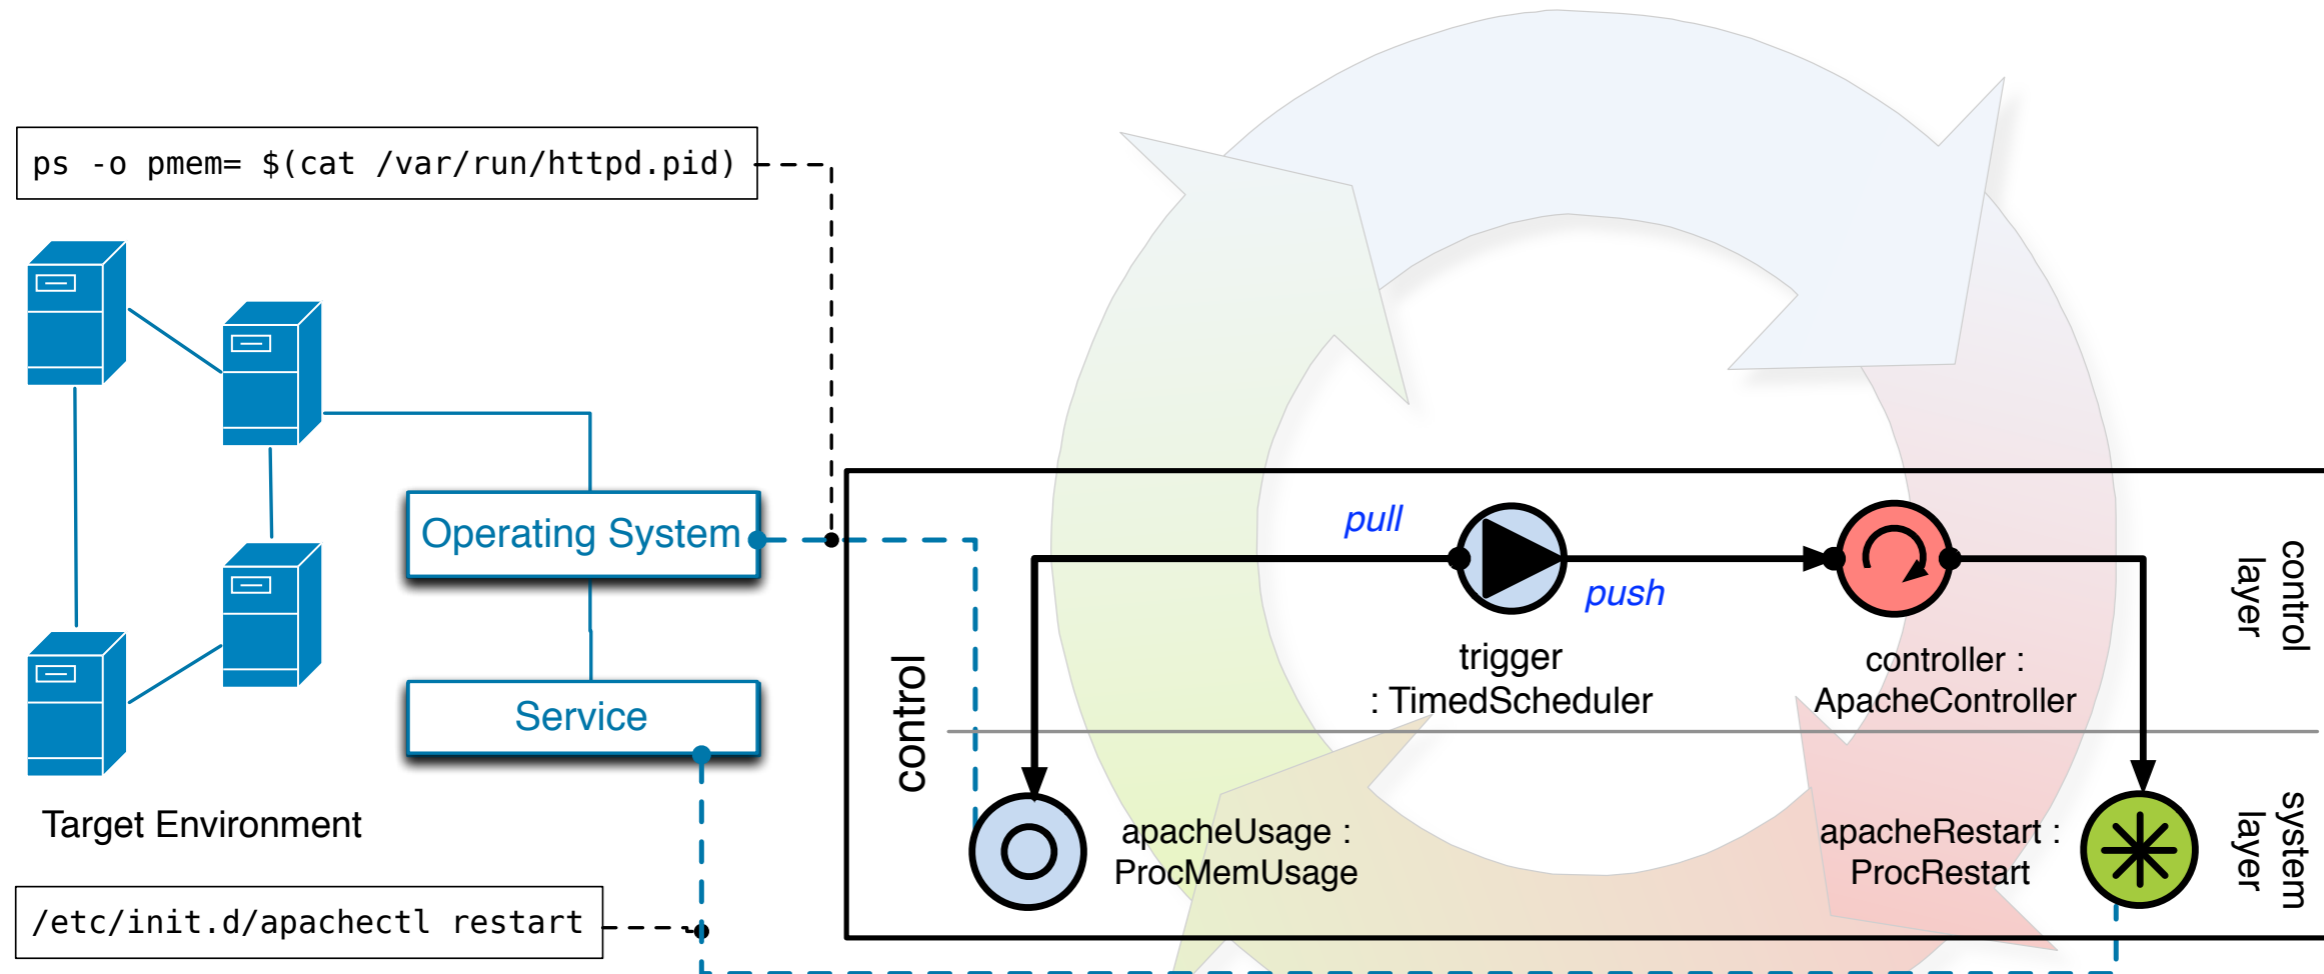 ps -o pmem= $(cat /var/run/httpd.pid)
Operating System
Service
Target Environment
/etc/init.d/apachectl restart
control
pull
push
trigger
: TimedScheduler
controller :
ApacheController
control
layer
apacheUsage :
ProcMemUsage
apacheRestart :
ProcRestart
system
layer